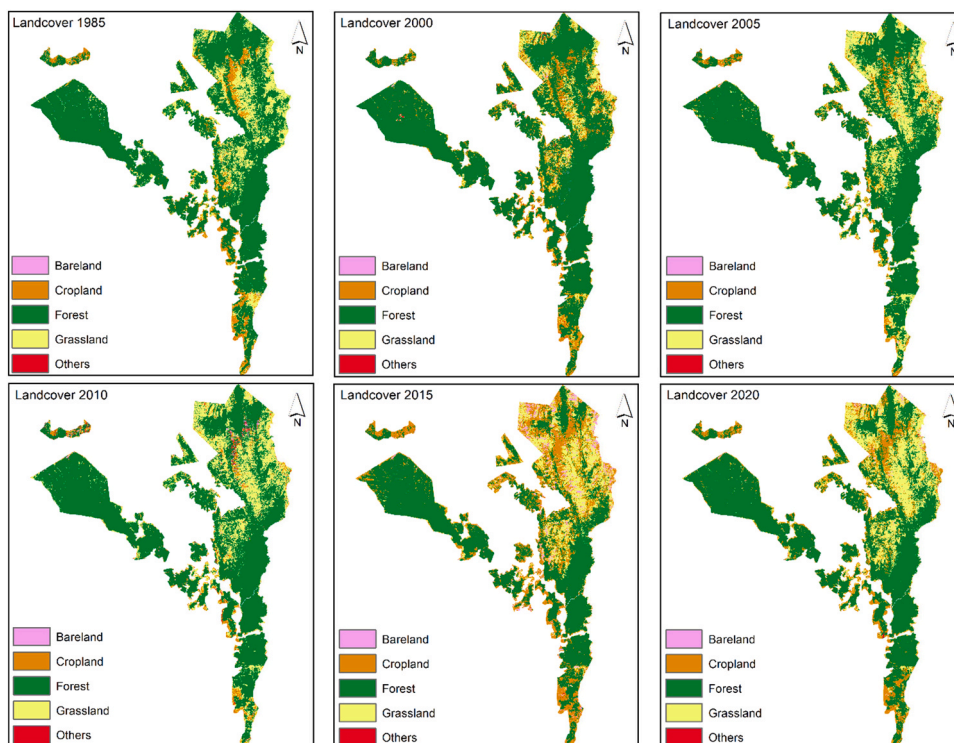 Landcover 1985
N
Bareland
Cropland
Forest
Grassland
Others
Landcover 2000
N
Bareland
Cropland
Forest
Grassland
Others
Landcover 2005
N
Bareland
Cropland
Forest
Grassland
Others
Landcover 2010
N
Bareland
Cropland
Forest
Grassland
Others
Landcover 2015
N
Bareland
Cropland
Forest
Grassland
Others
Landcover 2020
N
Bareland
Cropland
Forest
Grassland
Others